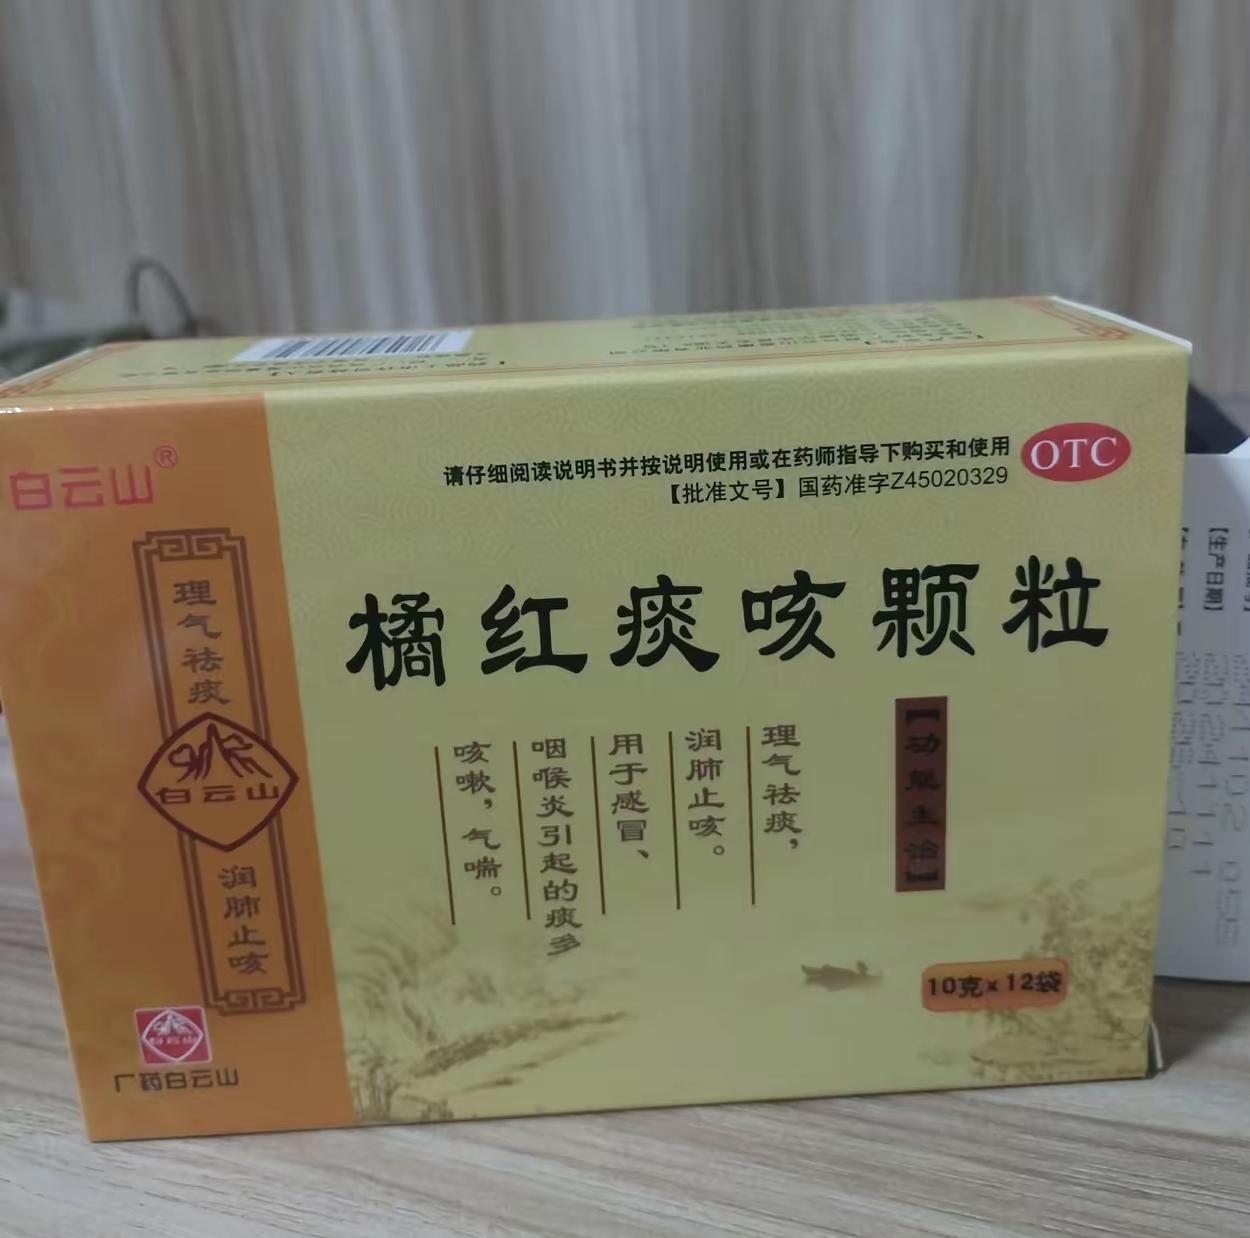 白云山®
理气祛痰
白云山
润肺止咳
广药白云山
请仔细阅读说明书并按说明使用或在药师指导下购买和使用
OTC
【批准文号】国药准字Z45020329
橘红痰咳颗粒
【功能主治】
理气祛痰，
润肺止咳。
用于感冒、
咽喉炎引起的痰多
咳嗽，气喘。
10克×12袋
【生产日期】